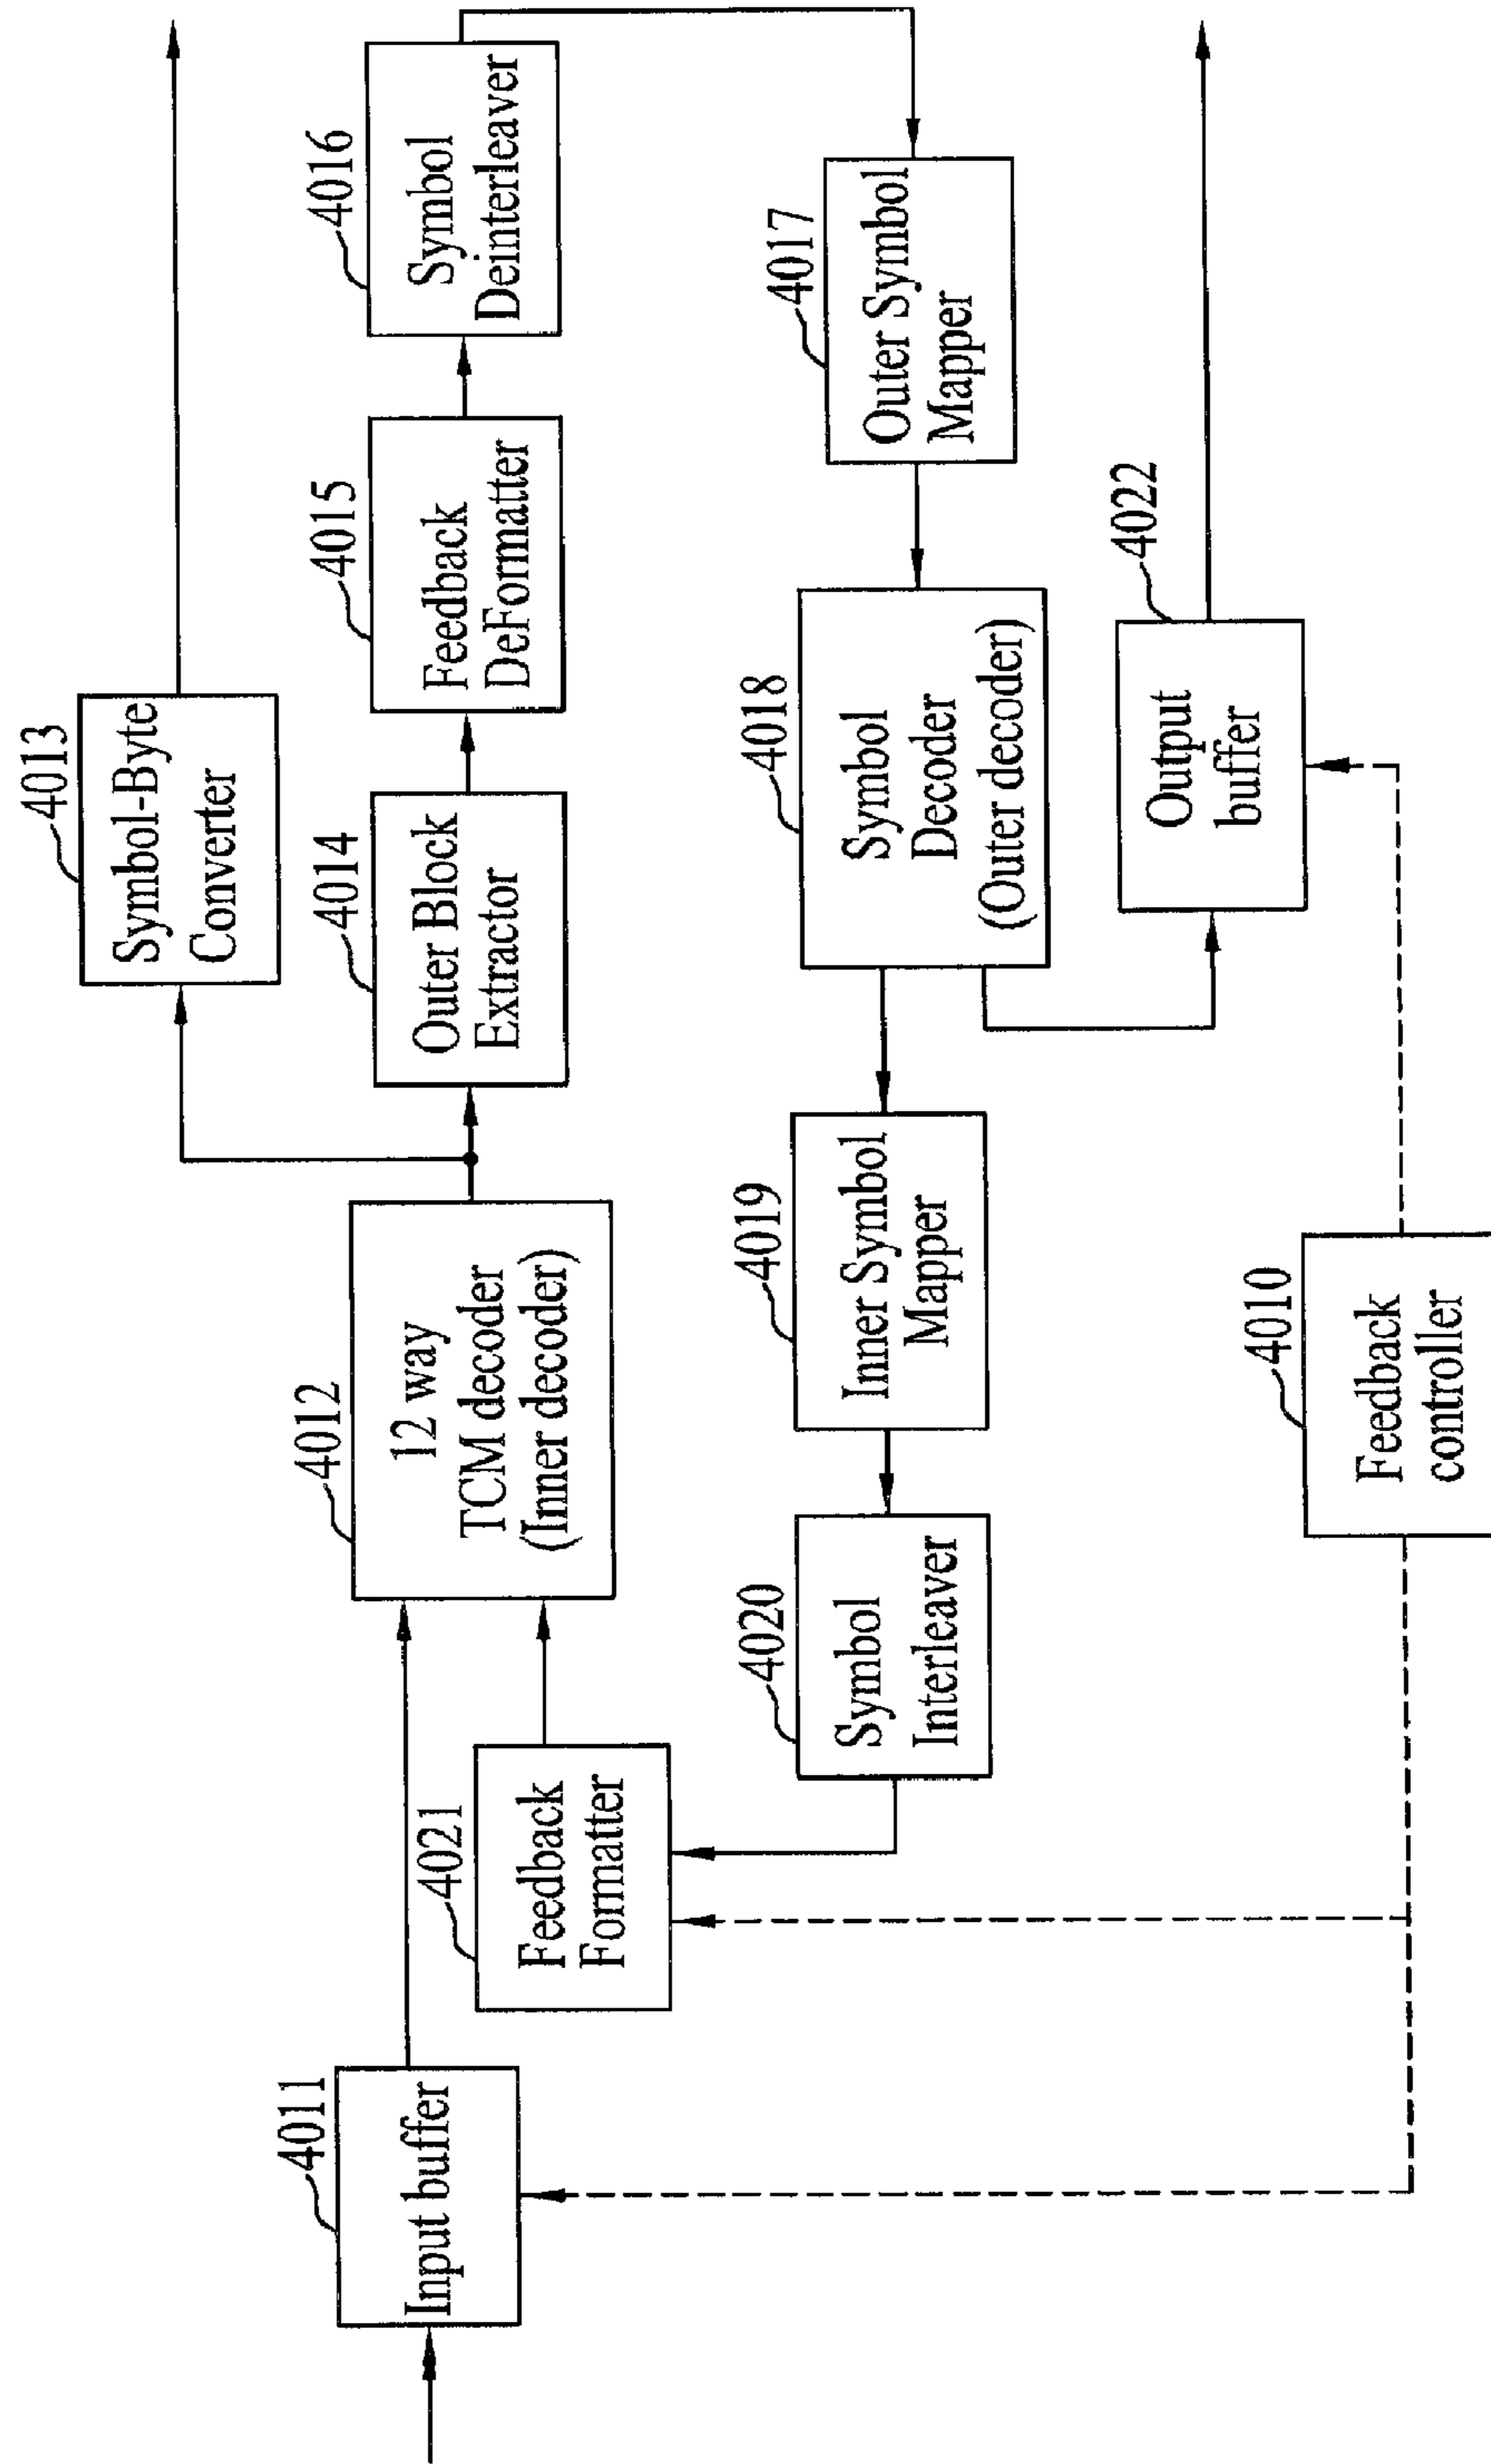 4013
Symbol-Byte
Converter
4011
Input buffer
4012
12 way
TCM decoder
(Inner decoder)
4014
Outer Block
Extractor
4015
Feedback
DeFormatter
4016
Symbol
Deinterleaver
4021
Feedback
Formatter
4020
Symbol
Interleaver
4019
Inner Symbol
Mapper
4018
Symbol
Decoder
(Outer decoder)
4017
Outer Symbol
Mapper
4022
Output
buffer
4010
Feedback
controller